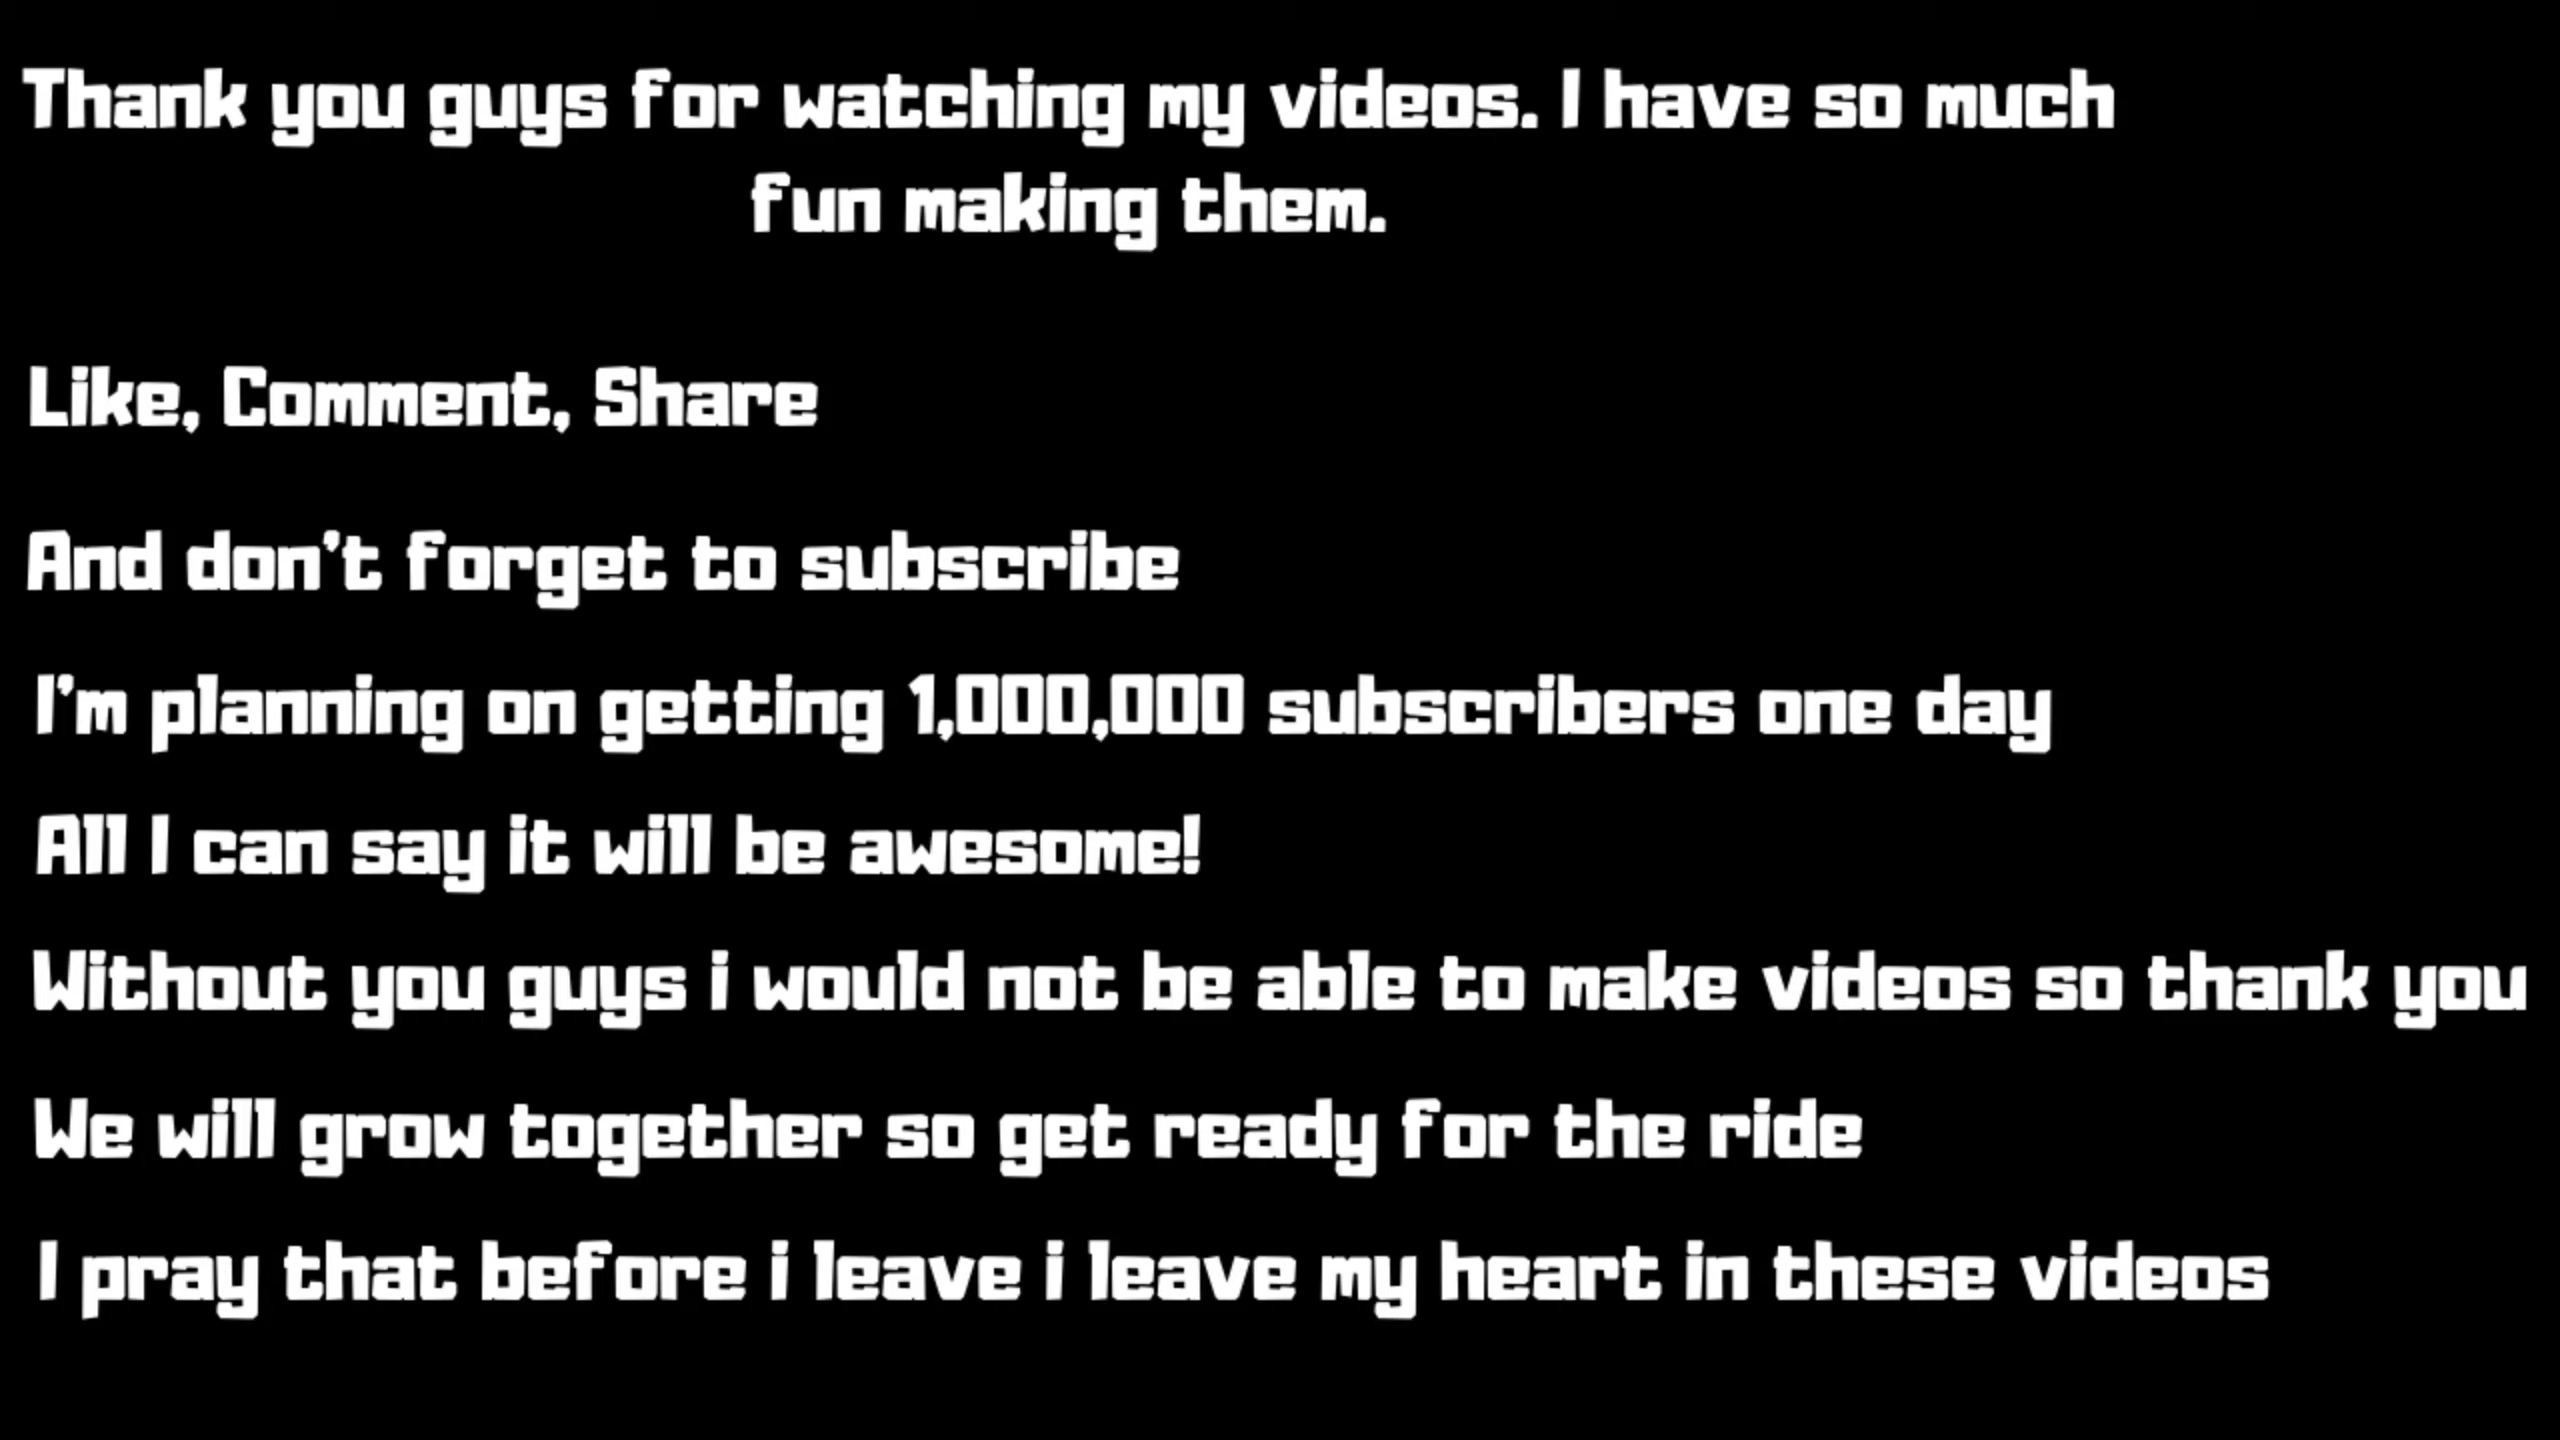 Thank you guys for watching my videos. I have so much
fun making them.
Like, Comment, Share
And don't forget to subscribe
I'm planning on getting 1,000,000 subscribers one day
All I can say it will be awesome!
Without you guys i would not be able to make videos so thank you
We will grow together so get ready for the ride
I pray that before i leave i leave my heart in these videos